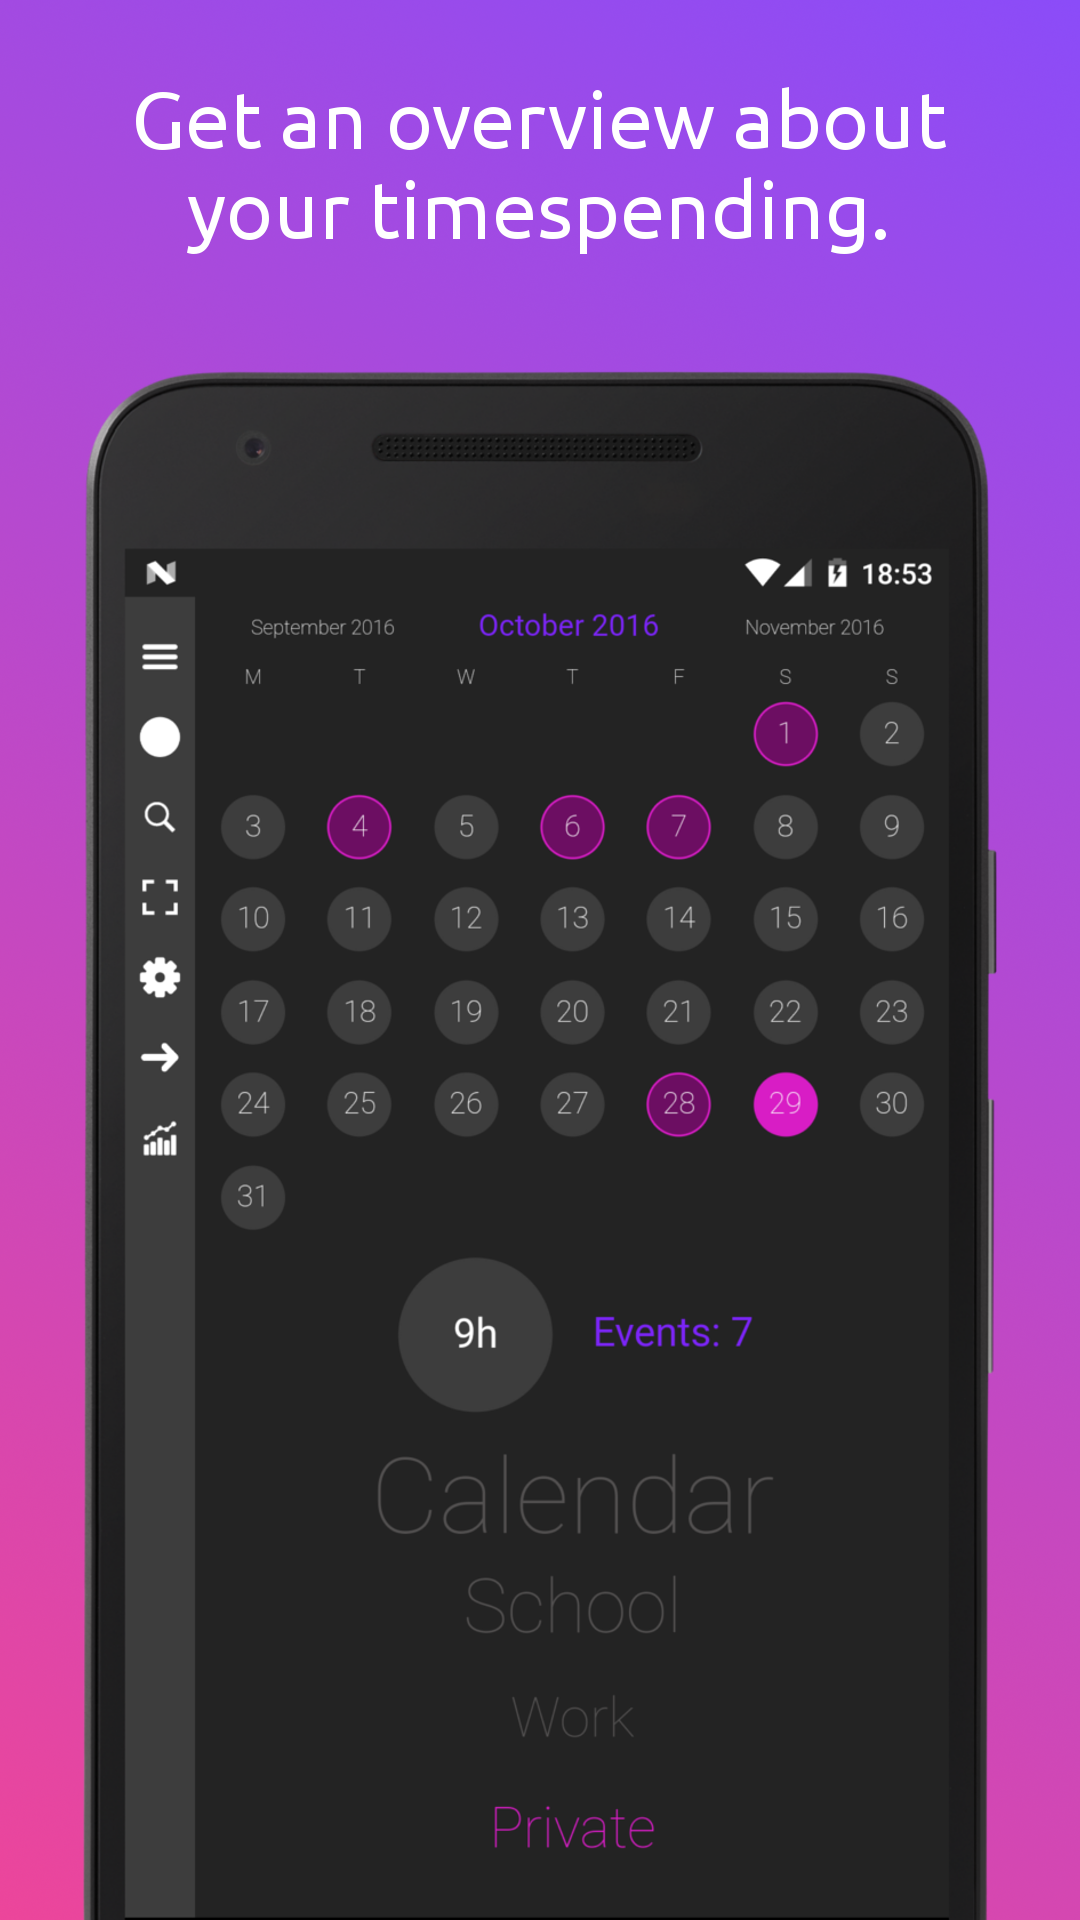 Get an overview about
your timespending.
18:53
September 2016 October 2016 November 2016
M T W T F S S
1 2
3 4 5 6 7 8 9
10 11 12 13 14 15 16
17 18 19 20 21 22 23
24 25 26 27 28 29 30
31
9h Events: 7
Calendar
School
Work
Private